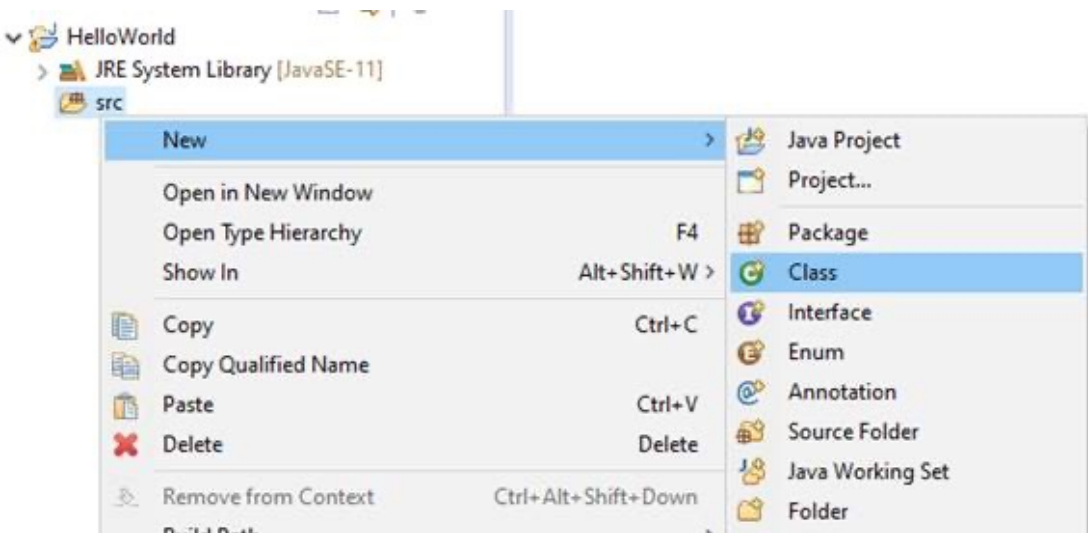 HelloWorld
JRE System Library [JavaSE-11]
src
New
Open in New Window
Open Type Hierarchy F4
Show In Alt+Shift+W
Copy Ctrl+C
Copy Qualified Name
Paste Ctrl+V
Delete Delete
Remove from Context Ctrl+Alt+Shift+Down
Build Path
Java Project
Project...
Package
Class
Interface
Enum
Annotation
Source Folder
Java Working Set
Folder